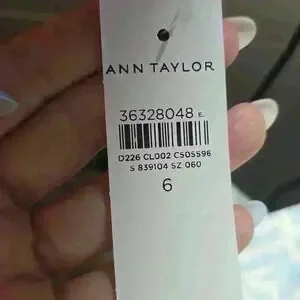 ANN TAYLOR
36328048 E.
D226 CL002 CS05596
S 839104 SZ 060
6